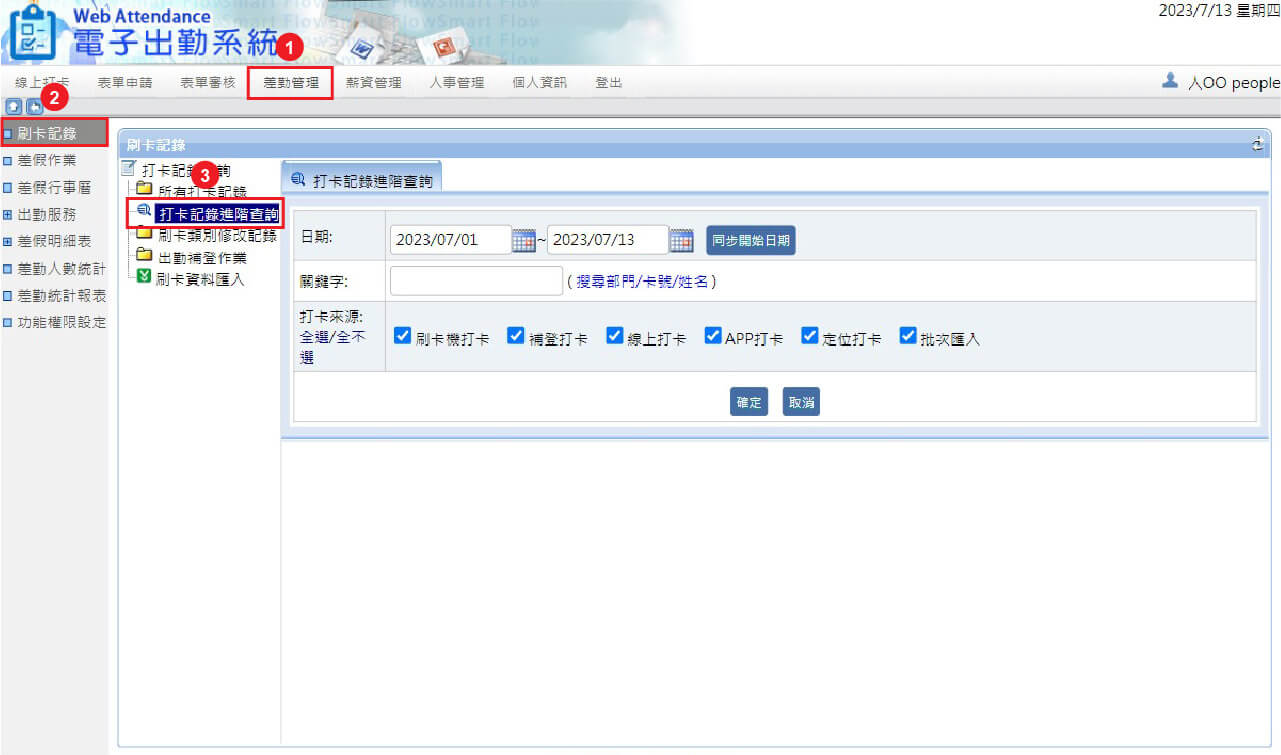 2023/7/13 星期四
Web Attendance
電子出勤系統
1
線上打卡 表單申請 表單審核 差勤管理 薪資管理 人事管理 個人資訊 登出
人OO people
2
刷卡記錄
差假作業
差假行事曆
出勤服務
差假明細表
差勤人數統計
差勤統計報表
功能權限設定
刷卡記錄
打卡記錄 詢
3
所有打卡記錄
打卡記錄進階查詢
刷卡類別修改記錄
出勤補登作業
刷卡資料匯入
打卡記錄進階查詢
日期: 2023/07/01 ~ 2023/07/13 同步開始日期
關鍵字: ( 搜尋部門/卡號/姓名 )
打卡來源:
全選/全不
選
刷卡機打卡 補登打卡 線上打卡 APP打卡 定位打卡 批次匯入
確定 取消